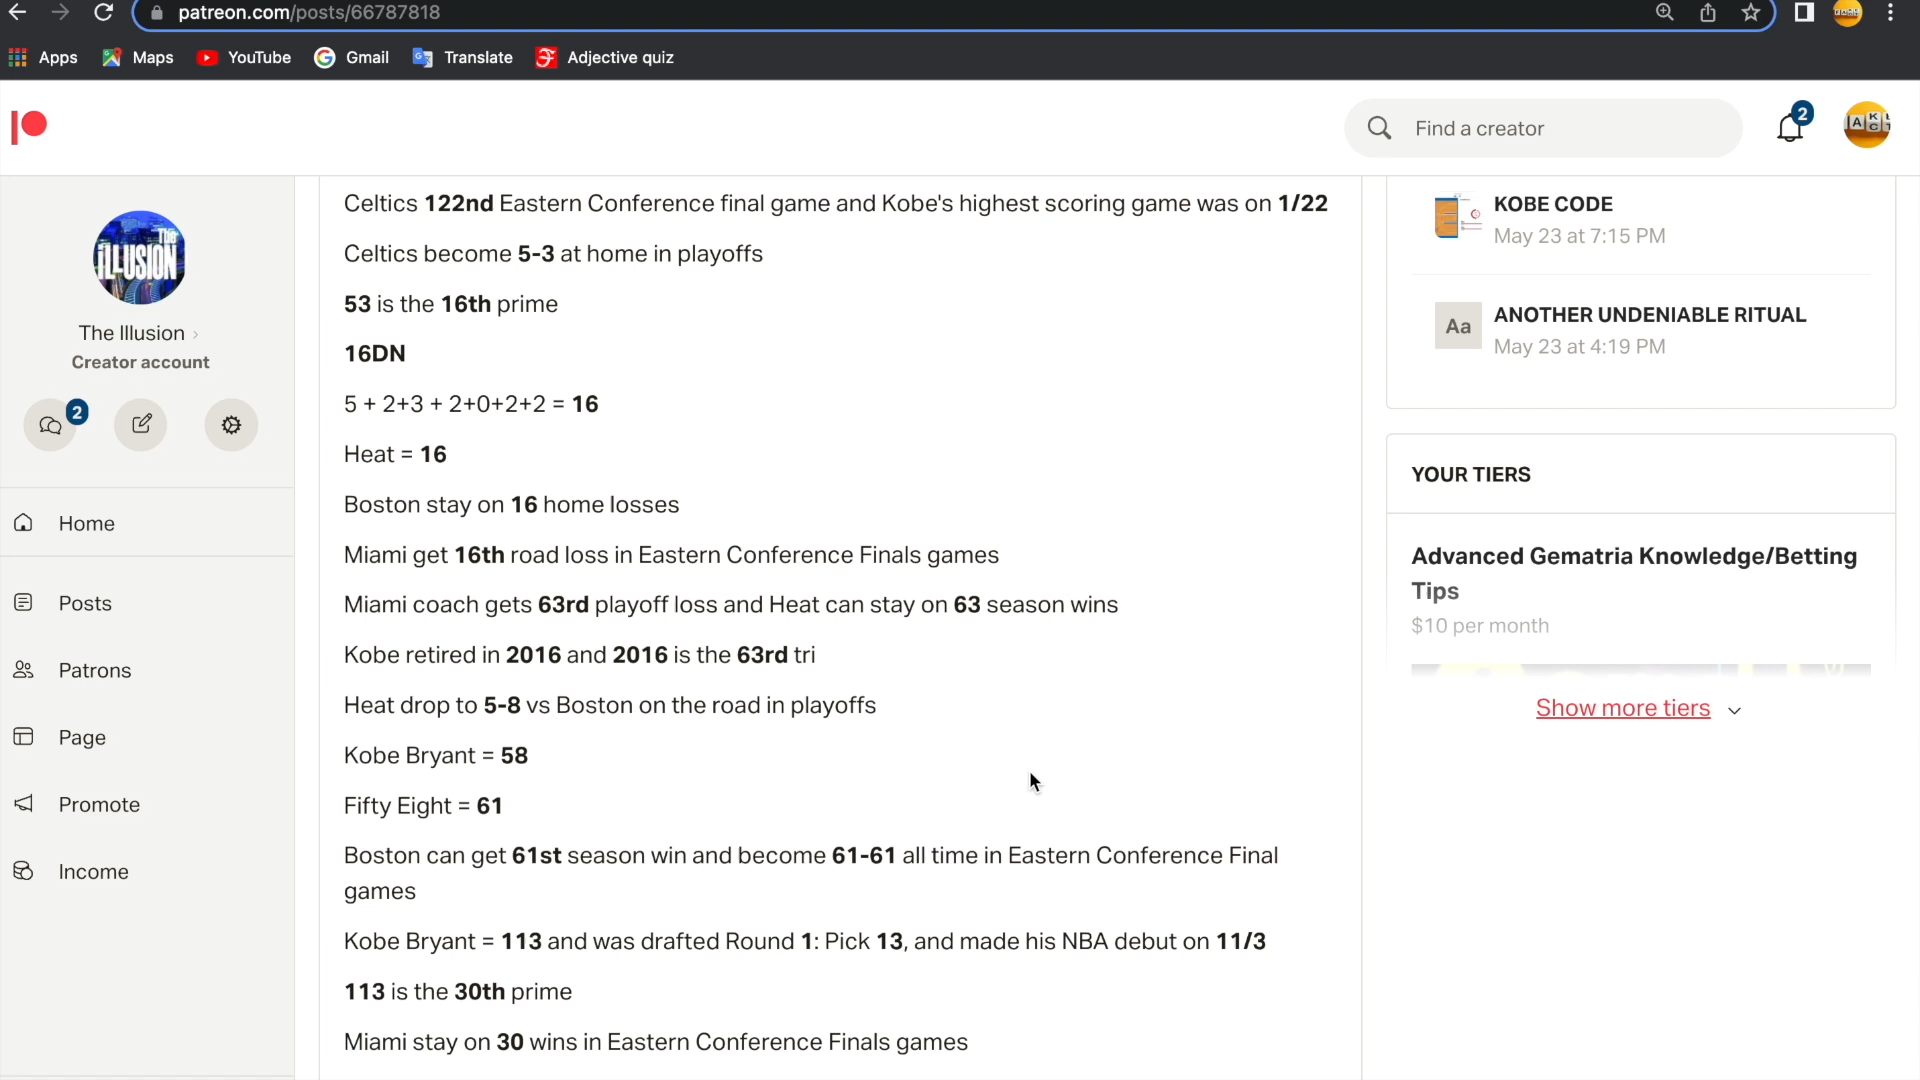 patreon.com/posts/66787818
Apps Maps YouTube Gmail Translate Adjective quiz
Find a creator
2
The ILLUSION
The Illusion ›
Creator account
2
Home
Posts
Patrons
Page
Promote
Income
Celtics 122nd Eastern Conference final game and Kobe's highest scoring game was on 1/22
Celtics become 5-3 at home in playoffs
53 is the 16th prime
16DN
5 + 2+3 + 2+0+2+2 = 16
Heat = 16
Boston stay on 16 home losses
Miami get 16th road loss in Eastern Conference Finals games
Miami coach gets 63rd playoff loss and Heat can stay on 63 season wins
Kobe retired in 2016 and 2016 is the 63rd tri
Heat drop to 5-8 vs Boston on the road in playoffs
Kobe Bryant = 58
Fifty Eight = 61
Boston can get 61st season win and become 61-61 all time in Eastern Conference Final
games
Kobe Bryant = 113 and was drafted Round 1: Pick 13, and made his NBA debut on 11/3
113 is the 30th prime
Miami stay on 30 wins in Eastern Conference Finals games
KOBE CODE
May 23 at 7:15 PM
Aa
ANOTHER UNDENIABLE RITUAL
May 23 at 4:19 PM
YOUR TIERS
Advanced Gematria Knowledge/Betting
Tips
$10 per month
Show more tiers